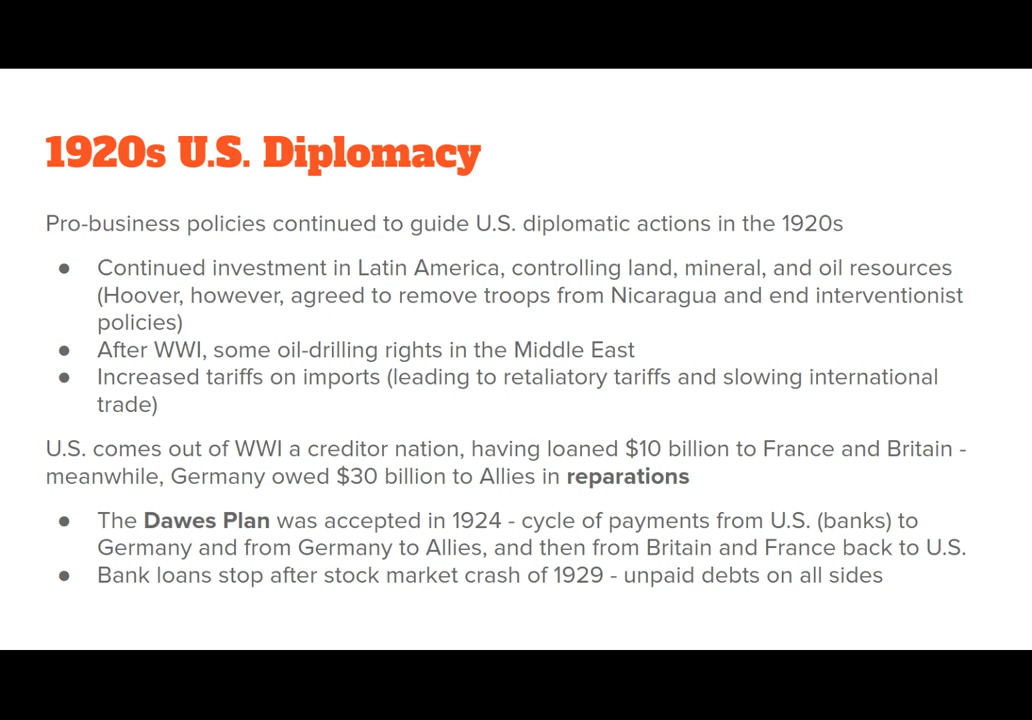 1920s U.S. Diplomacy
Pro-business policies continued to guide U.S. diplomatic actions in the 1920s
● Continued investment in Latin America, controlling land, mineral, and oil resources
(Hoover, however, agreed to remove troops from Nicaragua and end interventionist
policies)
● After WWI, some oil-drilling rights in the Middle East
● Increased tariffs on imports (leading to retaliatory tariffs and slowing international
trade)
U.S. comes out of WWI a creditor nation, having loaned $10 billion to France and Britain -
meanwhile, Germany owed $30 billion to Allies in reparations
● The Dawes Plan was accepted in 1924 - cycle of payments from U.S. (banks) to
Germany and from Germany to Allies, and then from Britain and France back to U.S.
● Bank loans stop after stock market crash of 1929 - unpaid debts on all sides